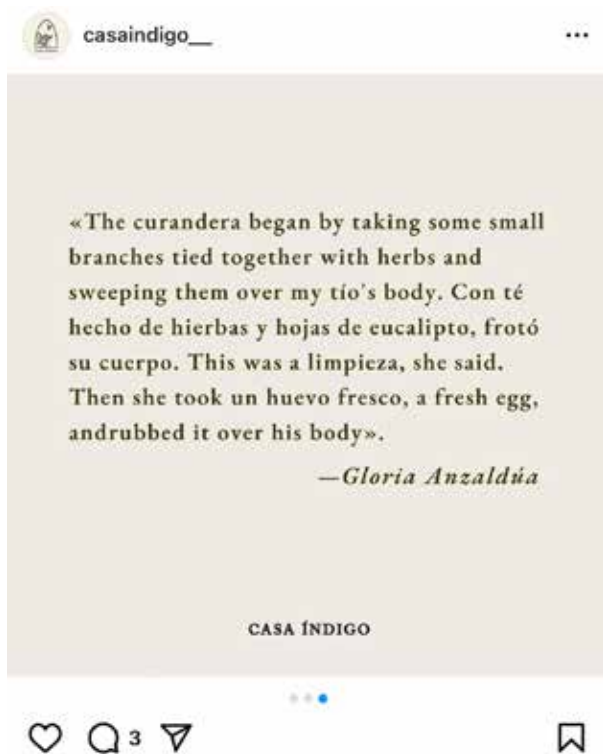 casaindigo__
«The curandera began by taking some small
branches tied together with herbs and
sweeping them over my tío's body. Con té
hecho de hierbas y hojas de eucalipto, frotó
su cuerpo. This was a limpieza, she said.
Then she took un huevo fresco, a fresh egg,
andrubbed it over his body».
—Gloria Anzaldúa
CASA ÍNDIGO
3